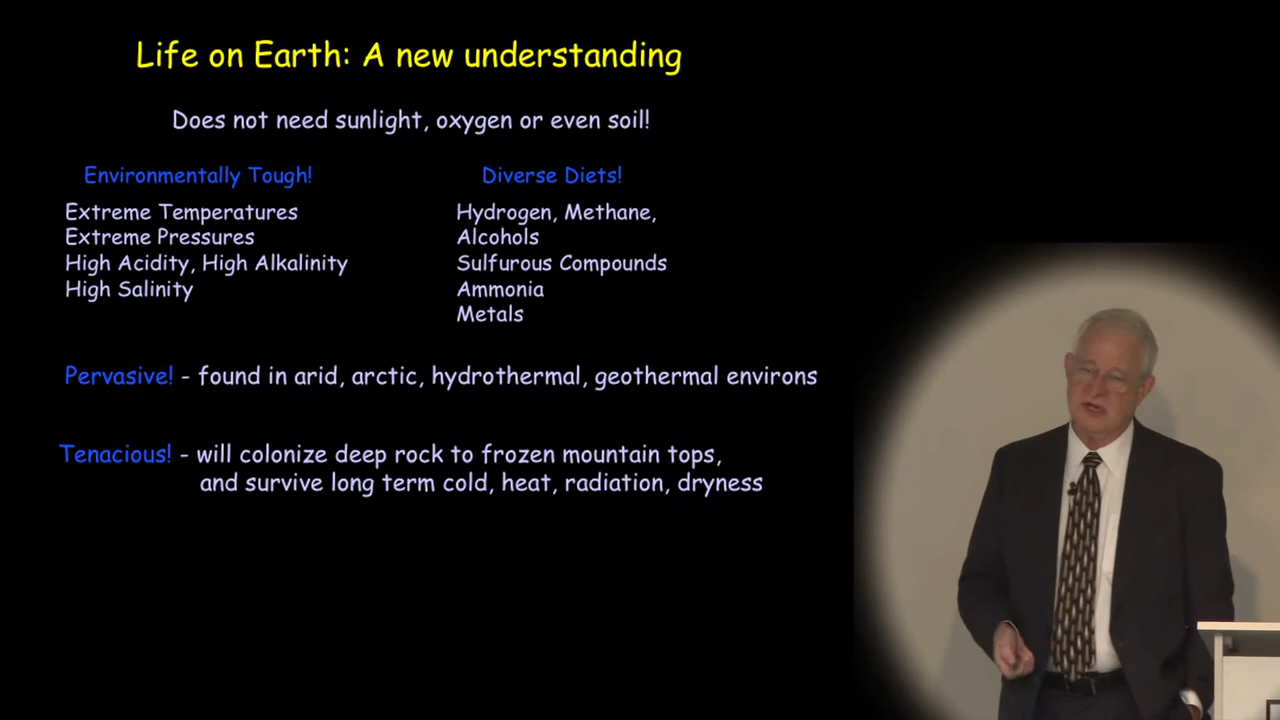 Life on Earth: A new understanding
Does not need sunlight, oxygen or even soil!
Environmentally Tough!
Extreme Temperatures
Extreme Pressures
High Acidity, High Alkalinity
High Salinity
Diverse Diets!
Hydrogen, Methane,
Alcohols
Sulfurous Compounds
Ammonia
Metals
Pervasive! - found in arid, arctic, hydrothermal, geothermal environs
Tenacious! - will colonize deep rock to frozen mountain tops,
and survive long term cold, heat, radiation, dryness